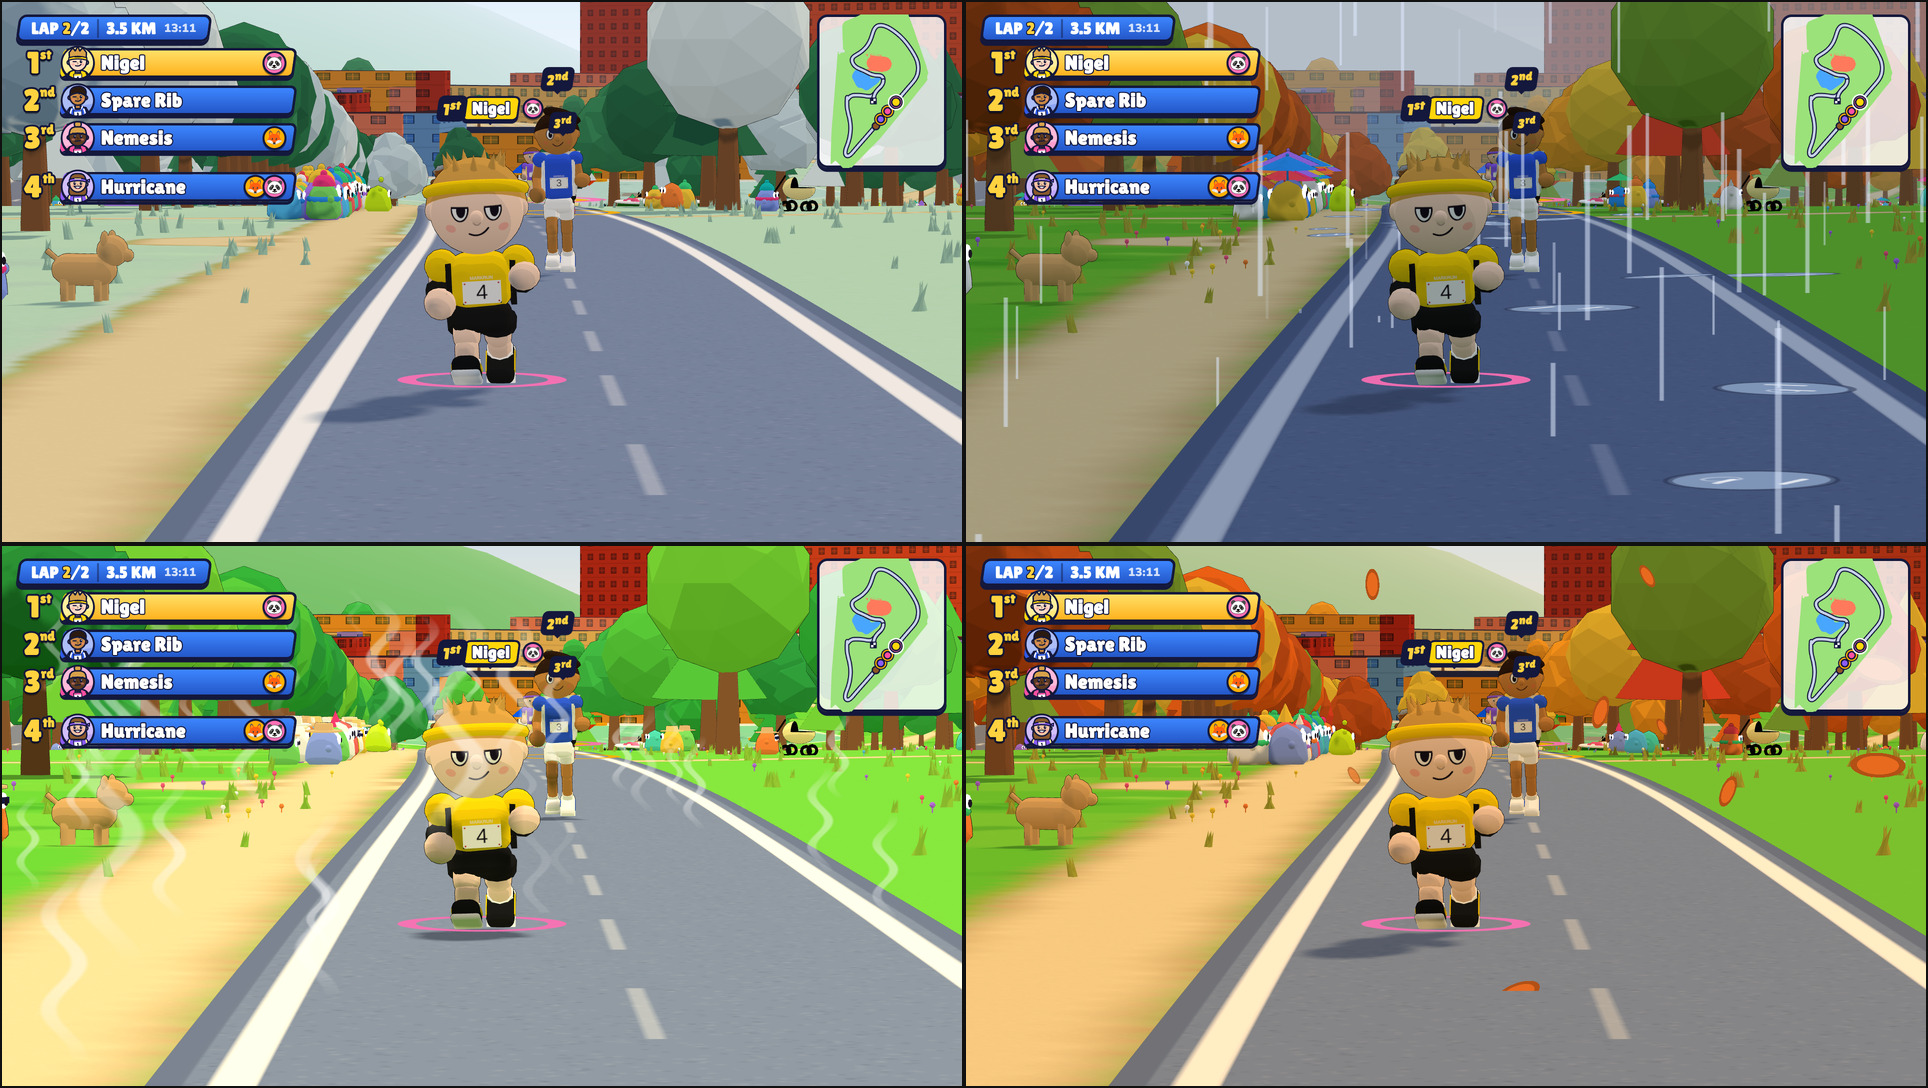 LAP 2/2 3.5 KM 13:11
1st Nigel
2nd Spare Rib
3rd Nemesis
4th Hurricane
2nd
1st Nigel
3rd
3
4
LAP 2/2 3.5 KM 13:11
1st Nigel
2nd Spare Rib
3rd Nemesis
4th Hurricane
2nd
1st Nigel
3rd
3
4
LAP 2/2 3.5 KM 13:11
1st Nigel
2nd Spare Rib
3rd Nemesis
4th Hurricane
2nd
1st Nigel
3rd
3
4
LAP 2/2 3.5 KM 13:11
1st Nigel
2nd Spare Rib
3rd Nemesis
4th Hurricane
2nd
1st Nigel
3rd
3
4